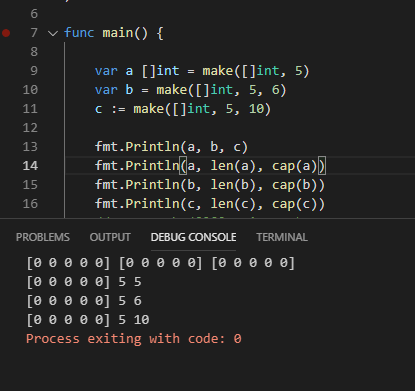 6
7 func main() {
8
9 var a []int = make([]int, 5)
10 var b = make([]int, 5, 6)
11 c := make([]int, 5, 10)
12
13 fmt.Println(a, b, c)
14 fmt.Println(a, len(a), cap(a))
15 fmt.Println(b, len(b), cap(b))
16 fmt.Println(c, len(c), cap(c))
PROBLEMS OUTPUT DEBUG CONSOLE TERMINAL
[0 0 0 0 0] [0 0 0 0 0] [0 0 0 0 0]
[0 0 0 0 0] 5 5
[0 0 0 0 0] 5 6
[0 0 0 0 0] 5 10
Process exiting with code: 0